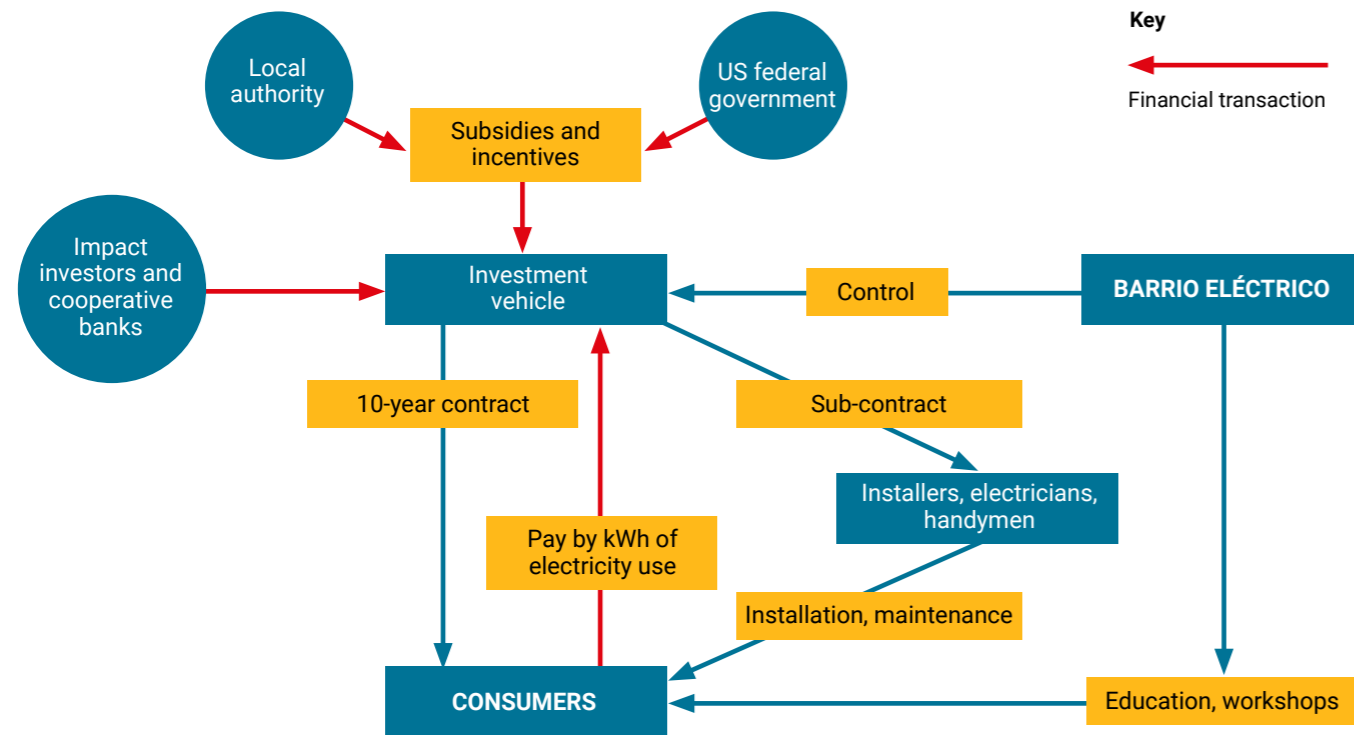 Key
Financial transaction
Local
authority
US federal
government
Subsidies and
incentives
Impact
investors and
cooperative
banks
Investment
vehicle
Control
BARRIO ELÉCTRICO
10-year contract
Sub-contract
Installers, electricians,
handymen
Pay by kWh of
electricity use
Installation, maintenance
CONSUMERS
Education, workshops